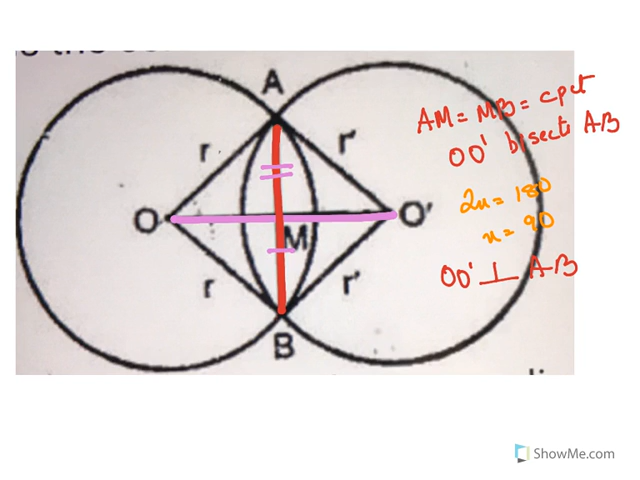 A
r
r'
O
M
O'
r
r'
B
AM = MB = cpct
OO' bisects AB
2x = 180
x = 90
OO' ⊥ AB
ShowMe.com